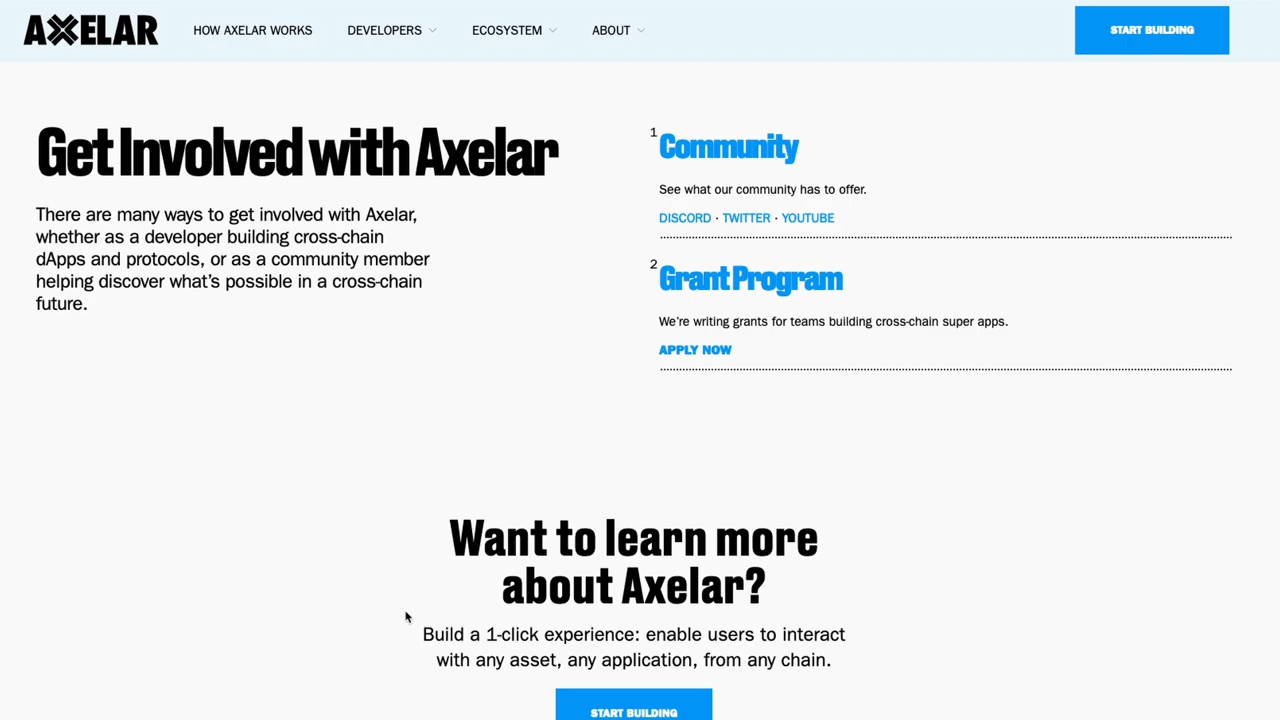 AXELAR
HOW AXELAR WORKS
DEVELOPERS
ECOSYSTEM
ABOUT
START BUILDING
Get Involved with Axelar
There are many ways to get involved with Axelar,
whether as a developer building cross-chain
dApps and protocols, or as a community member
helping discover what's possible in a cross-chain
future.
1
Community
See what our community has to offer.
DISCORD · TWITTER · YOUTUBE
2
Grant Program
We're writing grants for teams building cross-chain super apps.
APPLY NOW
Want to learn more
about Axelar?
Build a 1-click experience: enable users to interact
with any asset, any application, from any chain.
START BUILDING